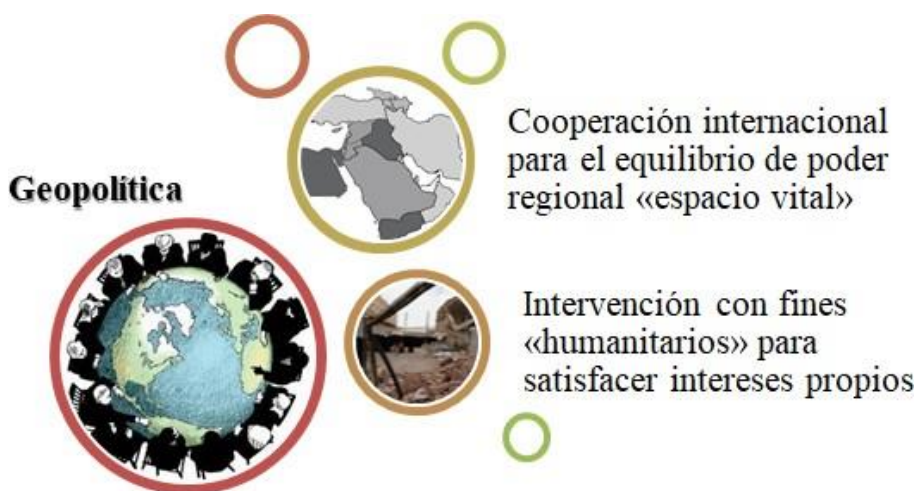 Geopolítica
Cooperación internacional
para el equilibrio de poder
regional «espacio vital»
Intervención con fines
«humanitarios» para
satisfacer intereses propios